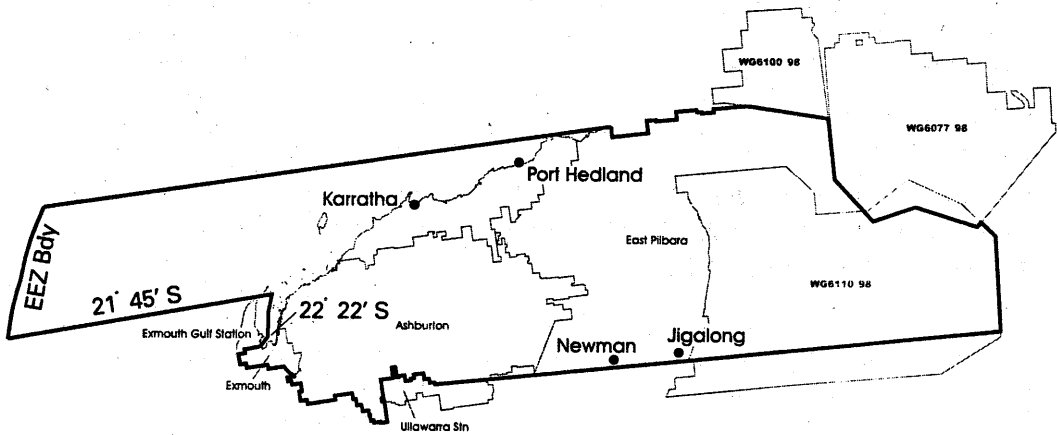 WG6100 98
WG6077 98
Port Hedland
Karratha
East Pilbara
EEZ Bdy
WG6110 98
21° 45' S
22° 22' S
Exmouth Gulf Station
Ashburton
Newman
Jigalong
Exmouth
Ullawarra Stn